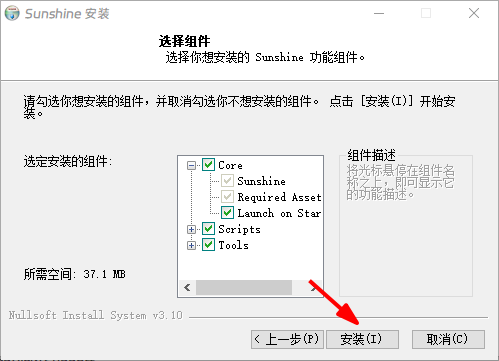 Sunshine 安装
选择组件
选择你想安装的 Sunshine 功能组件。
请勾选你想安装的组件，并取消勾选你不想安装的组件。 点击 [安装(I)] 开始安
装。
选定安装的组件:
Core
Sunshine
Required Asset
Launch on Star
Scripts
Tools
组件描述
将光标悬停在组件名
称之上，即可显示它
的功能描述。
所需空间: 37.1 MB
Nullsoft Install System v3.10
< 上一步(P)
安装(I)
取消(C)